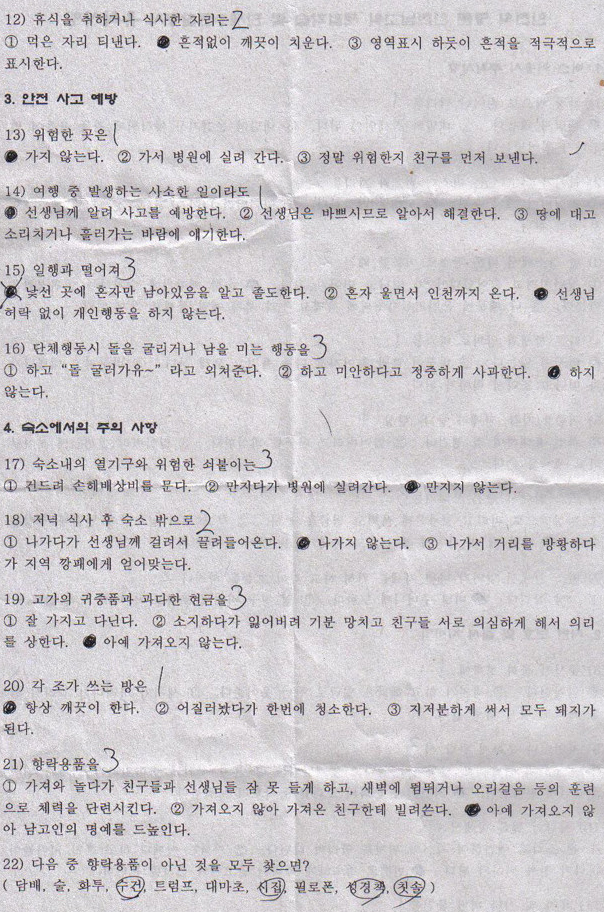 12) 휴식을 취하거나 식사한 자리는 2
① 먹은 자리 티낸다. ● 흔적없이 깨끗이 치운다. ③ 영역표시 하듯이 흔적을 적극적으로
표시한다.
3. 안전 사고 예방
13) 위험한 곳은 1
● 가지 않는다. ② 가서 병원에 실려 간다. ③ 정말 위험한지 친구를 먼저 보낸다.
14) 여행 중 발생하는 사소한 일이라도 1
● 선생님께 알려 사고를 예방한다. ② 선생님은 바쁘시므로 알아서 해결한다. ③ 땅에 대고
소리치거나 흘러가는 바람에 얘기한다.
15) 일행과 떨어져 3
● 낯선 곳에 혼자만 남아있음을 알고 졸도한다. ② 혼자 울면서 인천까지 온다. ● 선생님
허락 없이 개인행동을 하지 않는다.
16) 단체행동시 돌을 굴리거나 남을 미는 행동을 3
① 하고 “돌 굴러가유~” 라고 외쳐준다. ② 하고 미안하다고 정중하게 사과한다. ● 하지
않는다.
4. 숙소에서의 주의 사항
17) 숙소내의 열기구와 위험한 쇠붙이는 3
① 건드려 손해배상비를 문다. ② 만지다가 병원에 실려간다. ● 만지지 않는다.
18) 저녁 식사 후 숙소 밖으로 2
① 나가다가 선생님께 걸려서 끌려들어온다. ● 나가지 않는다. ③ 나가서 거리를 방황하다
가 지역 깡패에게 얻어맞는다.
19) 고가의 귀중품과 과다한 현금을 3
① 잘 가지고 다닌다. ② 소지하다가 잃어버려 기분 망치고 친구들 서로 의심하게 해서 의리
를 상한다. ● 아예 가져오지 않는다.
20) 각 조가 쓰는 방은 1
● 항상 깨끗이 한다. ② 어질러놨다가 한번에 청소한다. ③ 지저분하게 써서 모두 돼지가
된다.
21) 향락용품을 3
① 가져와 놀다가 친구들과 선생님들 잠 못 들게 하고, 새벽에 뜀뛰거나 오리걸음 등의 훈련
으로 체력을 단련시킨다. ② 가져오지 않아 가져온 친구한테 빌려쓴다. ● 아예 가져오지 않
아 남고인의 명예를 드높인다.
22) 다음 중 향락용품이 아닌 것을 모두 찾으면?
( 담배, 술, 화투, 수건, 트럼프, 대마초, 시집, 필로폰, 성경책, 칫솔 )